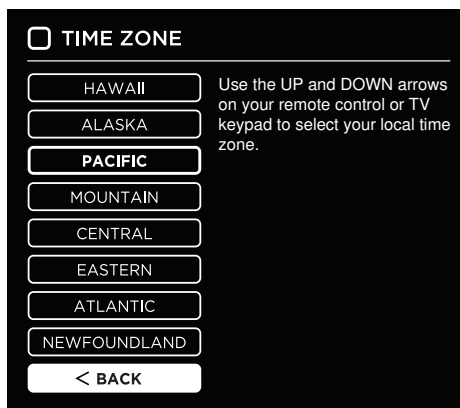 TIME ZONE
HAWAII
ALASKA
PACIFIC
MOUNTAIN
CENTRAL
EASTERN
ATLANTIC
NEWFOUNDLAND
< BACK
Use the UP and DOWN arrows
on your remote control or TV
keypad to select your local time
zone.